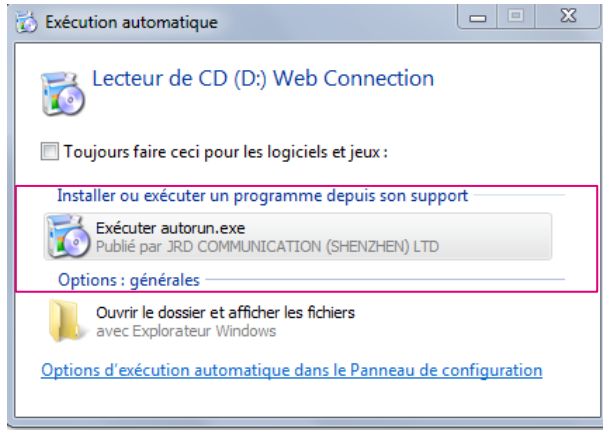 Exécution automatique
Lecteur de CD (D:) Web Connection
Toujours faire ceci pour les logiciels et jeux :
Installer ou exécuter un programme depuis son support
Exécuter autorun.exe
Publié par JRD COMMUNICATION (SHENZHEN) LTD
Options : générales
Ouvrir le dossier et afficher les fichiers
avec Explorateur Windows
Options d'exécution automatique dans le Panneau de configuration